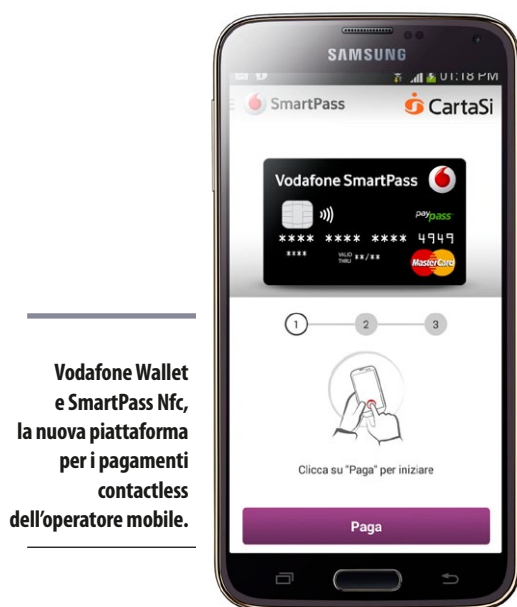 SAMSUNG
01:18 PM
SmartPass
CartaSi
Vodafone SmartPass
paypass
**** **** **** 4949
**** VALID THRU **/**
MasterCard
1 2 3
Clicca su "Paga" per iniziare
Paga
Vodafone Wallet
e SmartPass Nfc,
la nuova piattaforma
per i pagamenti
contactless
dell'operatore mobile.